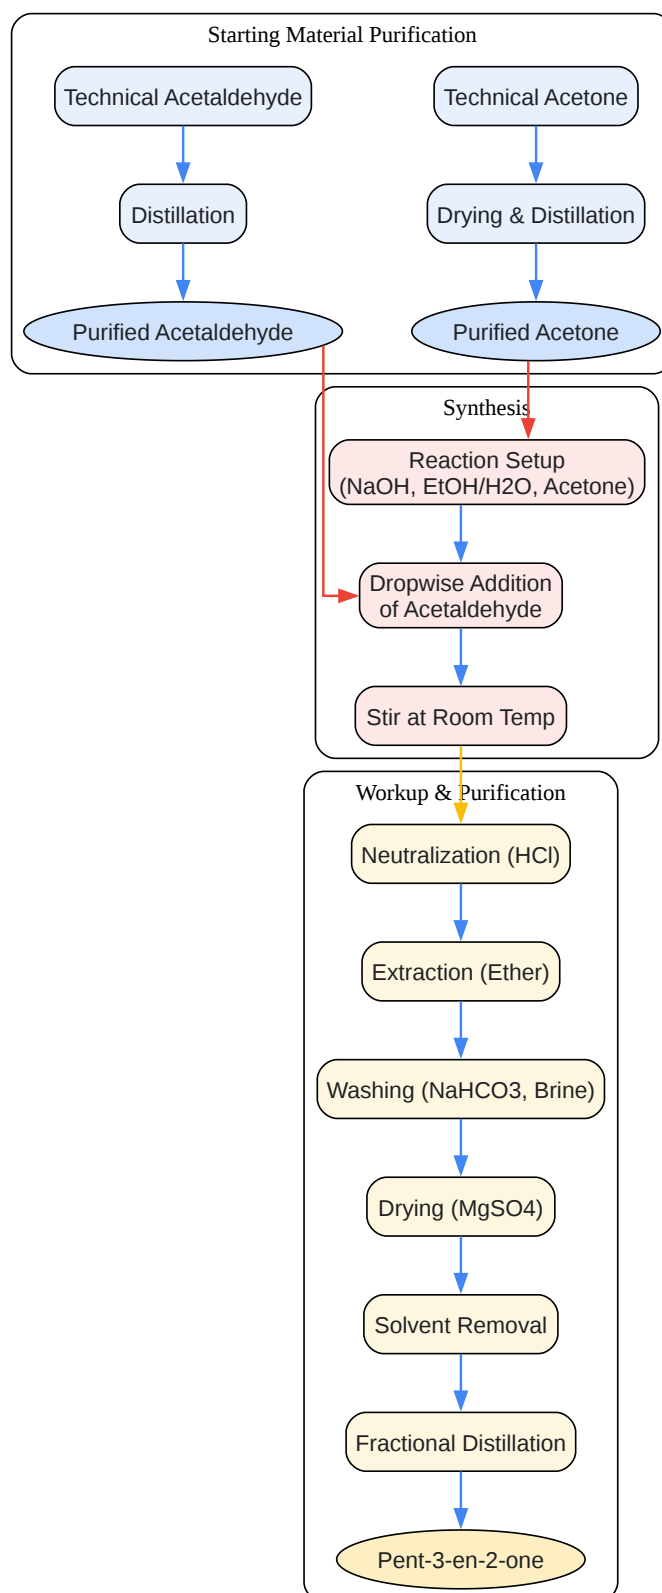 Starting Material Purification
Technical Acetaldehyde
Technical Acetone
Distillation
Drying & Distillation
Purified Acetaldehyde
Purified Acetone
Synthesis
Reaction Setup
(NaOH, EtOH/H2O, Acetone)
Dropwise Addition
of Acetaldehyde
Stir at Room Temp
Workup & Purification
Neutralization (HCl)
Extraction (Ether)
Washing (NaHCO3, Brine)
Drying (MgSO4)
Solvent Removal
Fractional Distillation
Pent-3-en-2-one